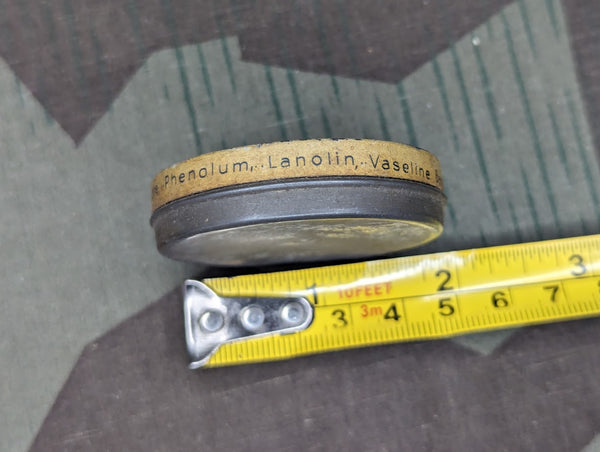 Phenolum,..Lanolin,..Vaseline
1 10FEET 2 3
3 3m 4 5 6 7